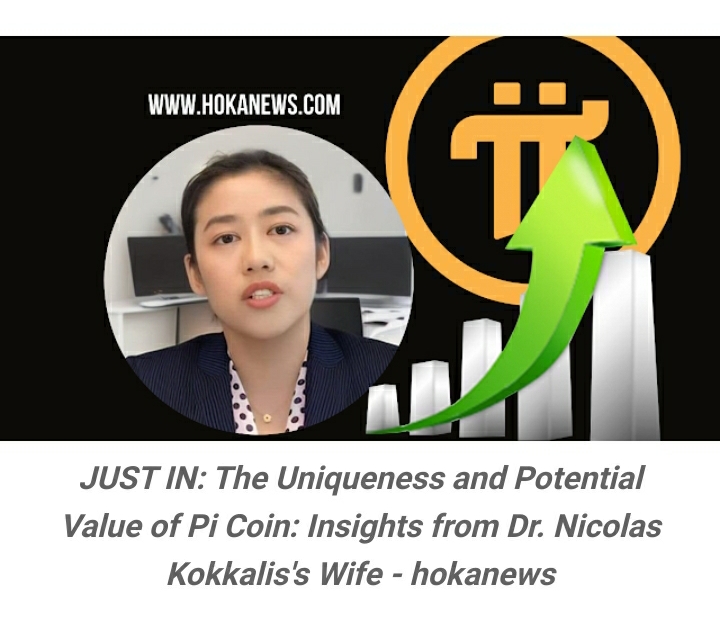 WWW.HOKANEWS.COM
JUST IN: The Uniqueness and Potential
Value of Pi Coin: Insights from Dr. Nicolas
Kokkalis's Wife - hokanews